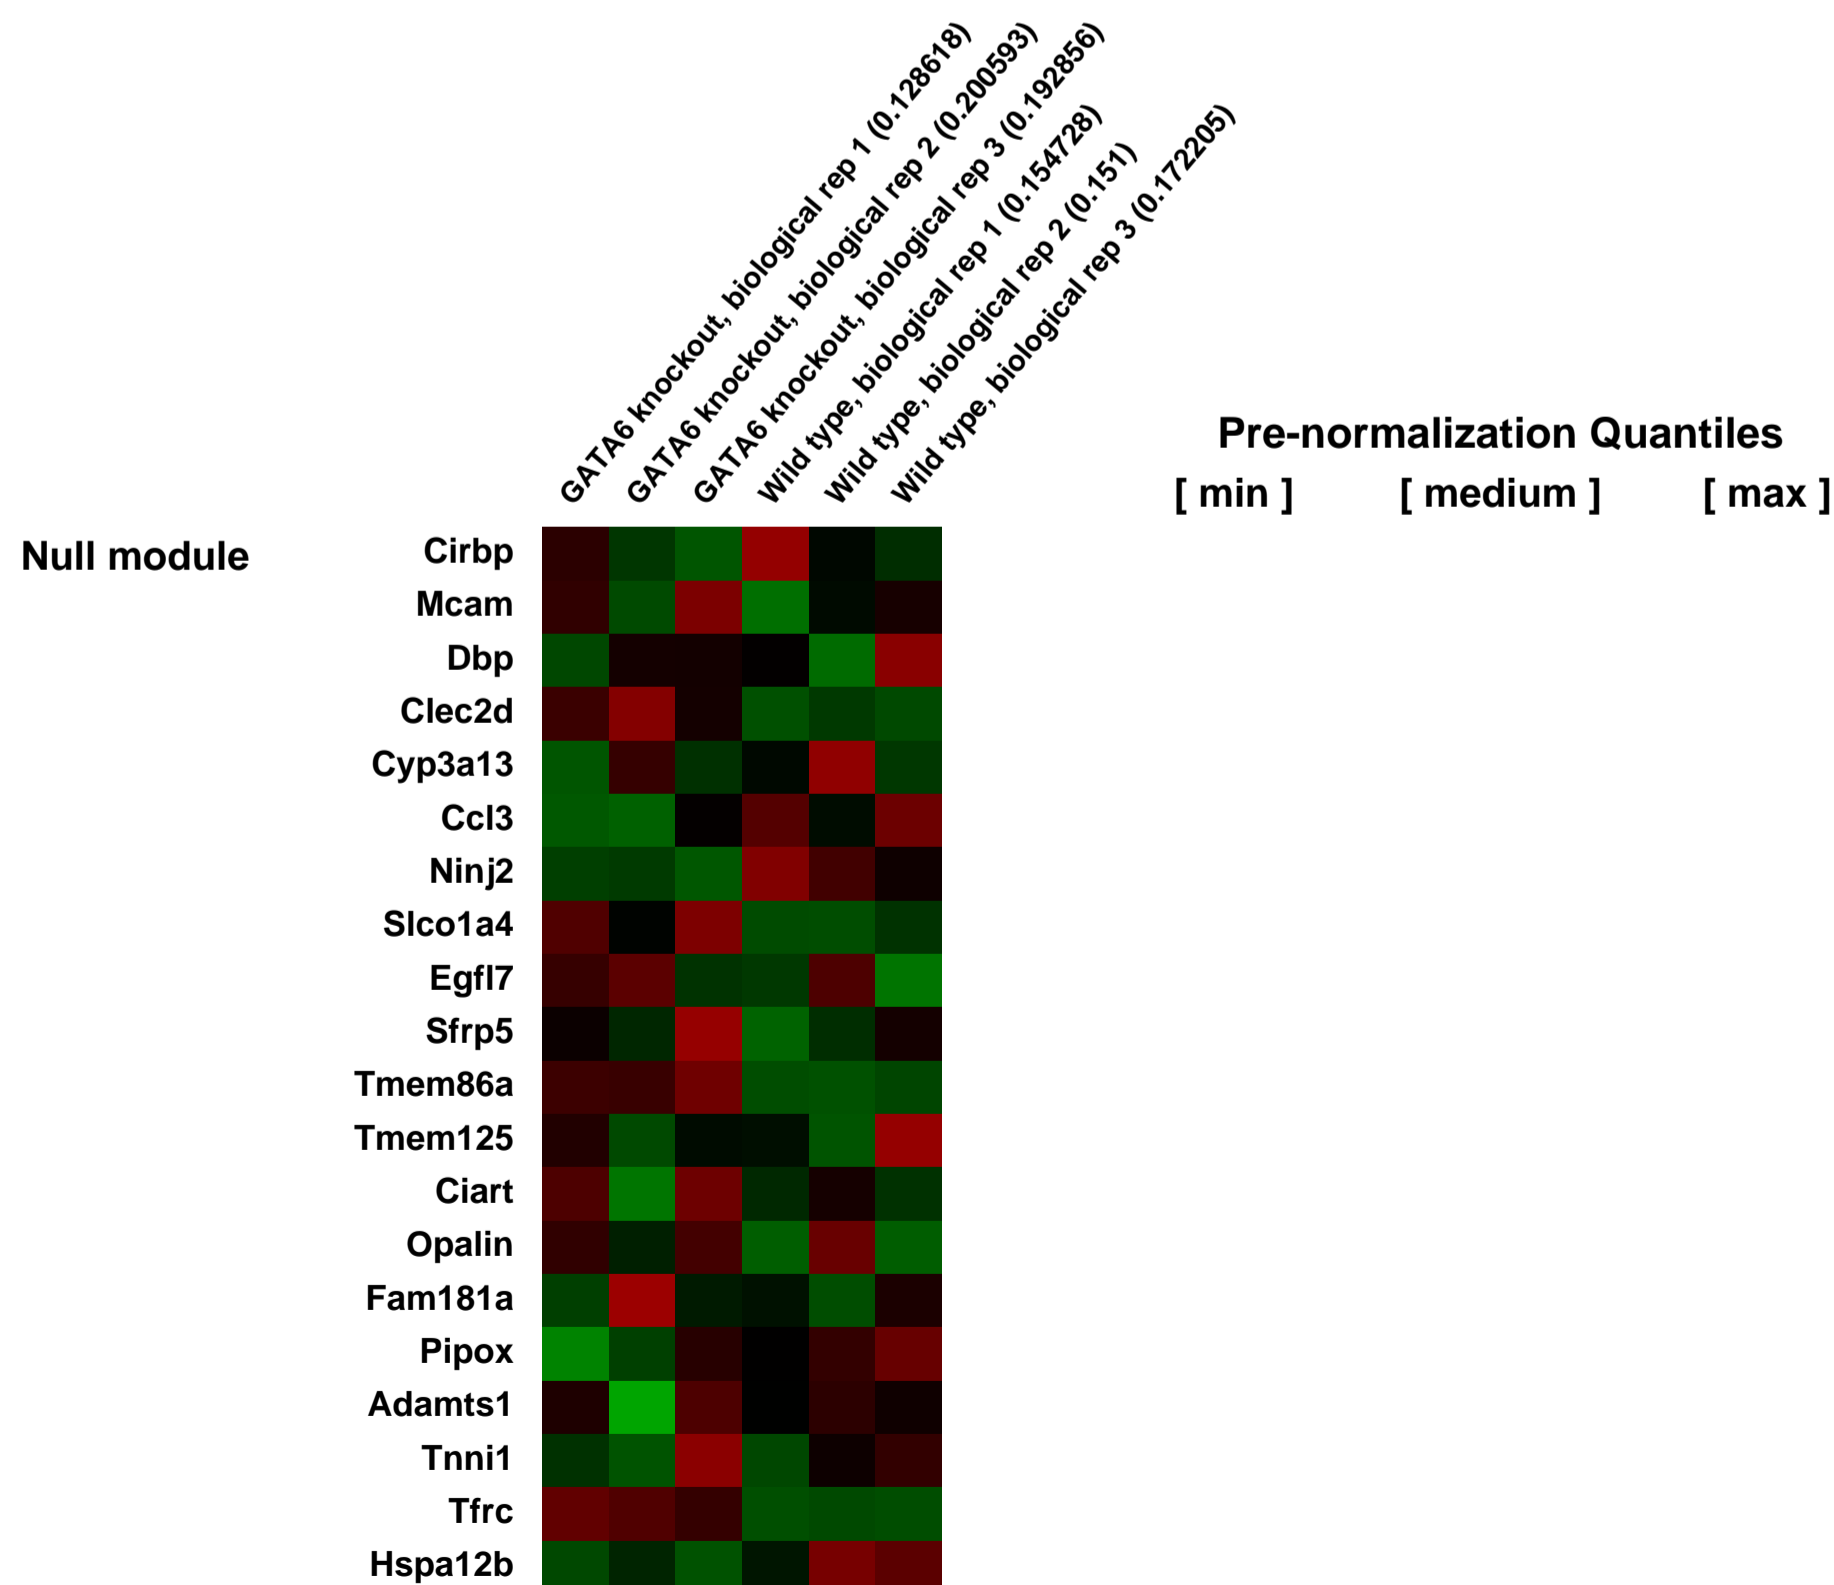 GATA6 knockout, biological rep 1 (0.128618)
GATA6 knockout, biological rep 2 (0.200593)
GATA6 knockout, biological rep 3 (0.192856)
Wild type, biological rep 1 (0.154728)
Wild type, biological rep 2 (0.151)
Wild type, biological rep 3 (0.172205)
Pre-normalization Quantiles
[ min ] [ medium ] [ max ]
Null module
Cirbp
Mcam
Dbp
Clec2d
Cyp3a13
Ccl3
Ninj2
Slco1a4
Egfl7
Sfrp5
Tmem86a
Tmem125
Ciart
Opalin
Fam181a
Pipox
Adamts1
Tnni1
Tfrc
Hspa12b